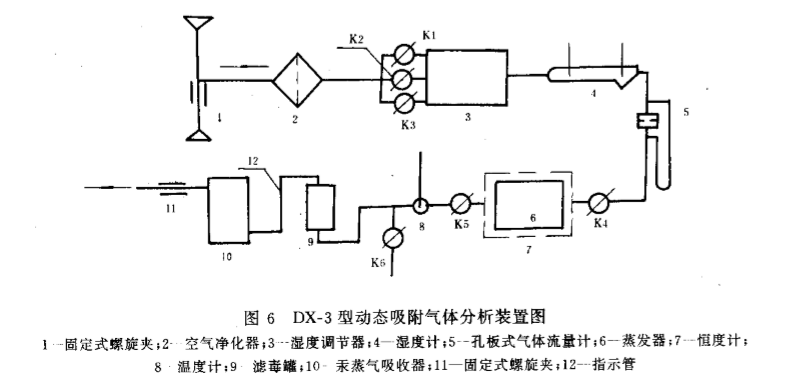 K2
K1
K3
1
2
3
4
5
12
11
10
9
K6
8
K5
6
7
K4
图 6 DX-3 型动态吸附气体分析装置图
1—固定式螺旋夹;2—空气净化器;3—湿度调节器;4—湿度计;5—孔板式气体流量计;6—蒸发器;7—恒度计;
8 温度计;9 滤毒罐;10- 汞蒸气吸收器;11—固定式螺旋夹;12—指示管